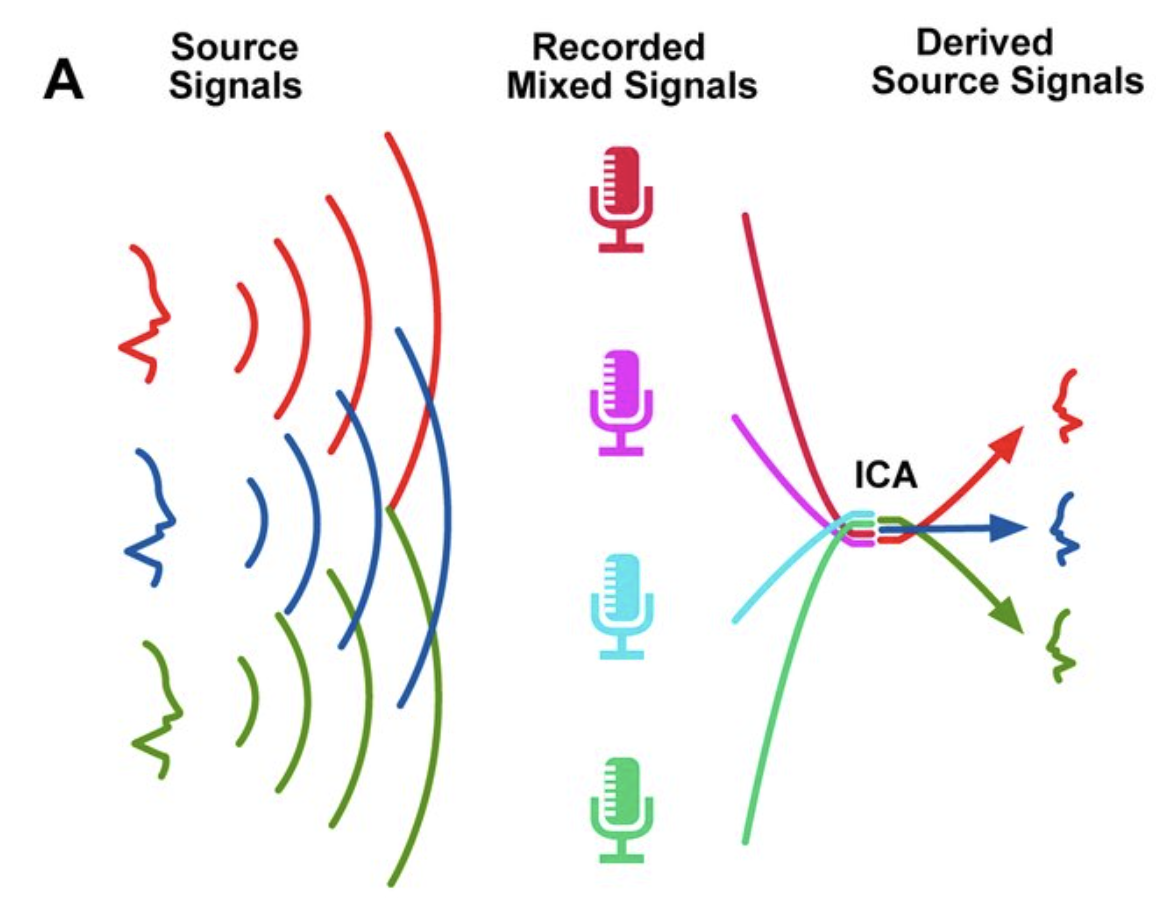 A
Source
Signals
Recorded
Mixed Signals
Derived
Source Signals
ICA